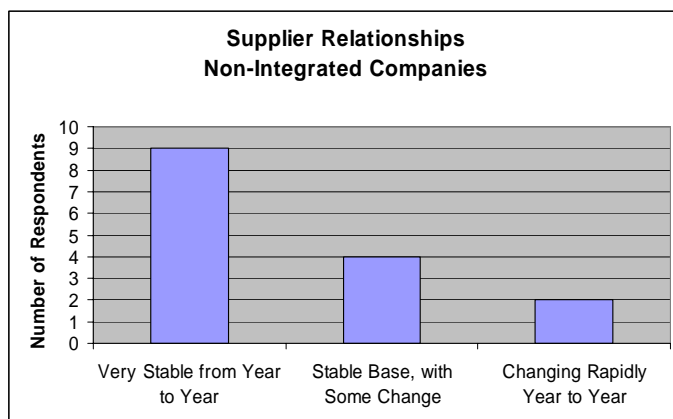 Supplier Relationships
Non-Integrated Companies
Number of Respondents
10
9
8
7
6
5
4
3
2
1
0
Very Stable from Year
to Year
Stable Base, with
Some Change
Changing Rapidly
Year to Year